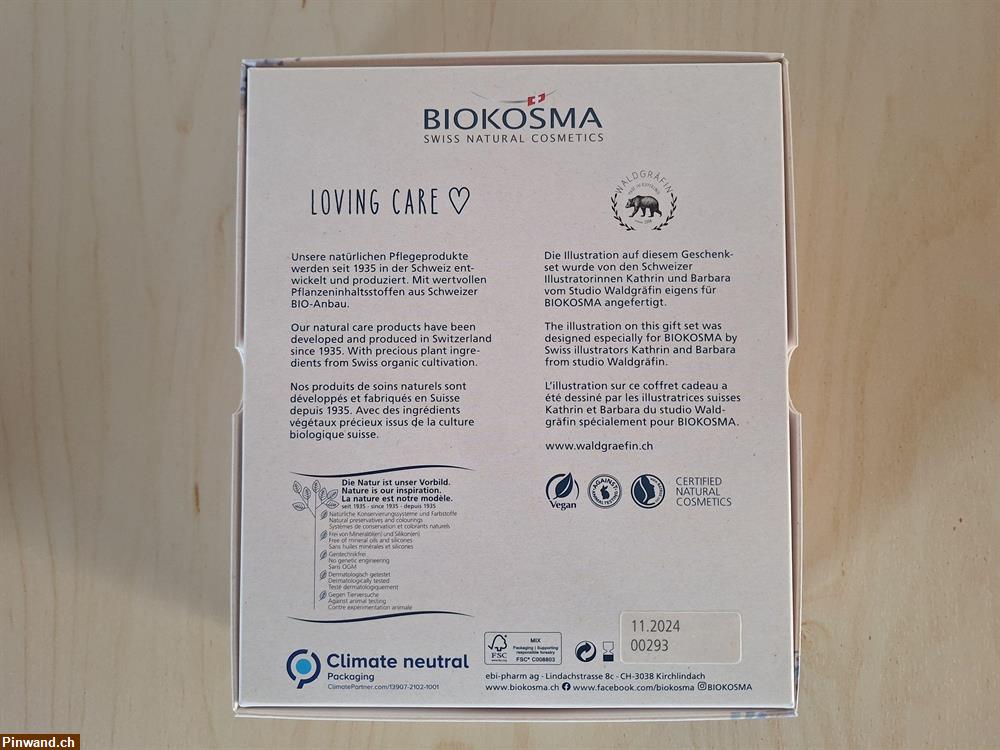 BIOKOSMA
SWISS NATURAL COSMETICS
LOVING CARE
Unsere natürlichen Pflegeprodukte
werden seit 1935 in der Schweiz ent-
wickelt und produziert. Mit wertvollen
Pflanzeninhaltsstoffen aus Schweizer
BIO-Anbau.
Our natural care products have been
developed and produced in Switzerland
since 1935. With precious plant ingre-
dients from Swiss organic cultivation.
Nos produits de soins naturels sont
développés et fabriqués en Suisse
depuis 1935. Avec des ingrédients
végétaux précieux issus de la culture
biologique suisse.
WALDGRÄFIN
Die Illustration auf diesem Geschenk-
set wurde von den Schweizer
Illustratorinnen Kathrin und Barbara
vom Studio Waldgräfin eigens für
BIOKOSMA angefertigt.
The illustration on this gift set was
designed especially for BIOKOSMA by
Swiss illustrators Kathrin and Barbara
from studio Waldgräfin.
L'illustration sur ce coffret cadeau a
été dessiné par les illustratrices suisses
Kathrin et Barbara du studio Wald-
gräfin spécialement pour BIOKOSMA.
www.waldgraefin.ch
Die Natur ist unser Vorbild.
Nature is our inspiration.
La nature est notre modèle.
seit 1935 - since 1935 - depuis 1935
Natürliche Konservierungssysteme und Farbstoffe
Natural preservatives and colourings
Systèmes de conservation et colorants naturels
Frei von Mineralöl(en) und Silikon(en)
Free of mineral oils and silicones
Sans huiles minérales et silicones
Gentechnikfrei
No genetic engineering
Sans OGM
Dermatologisch getestet
Dermatologically tested
Testé dermatologiquement
Gegen Tierversuche
Against animal testing
Contre expérimentation animale
Vegan
AGAINST
ANIMAL TESTING
CERTIFIED
NATURAL
COSMETICS
Climate neutral
Packaging
ClimatePartner.com/13907-2102-1001
FSC
MIX
Packaging | Supporting
responsible forestry
FSC® C008803
11.2024
00293
ebi-pharm ag · Lindachstrasse 8c · CH-3038 Kirchlindach
www.biokosma.ch www.facebook.com/biokosma BIOKOSMA
Pinwand.ch